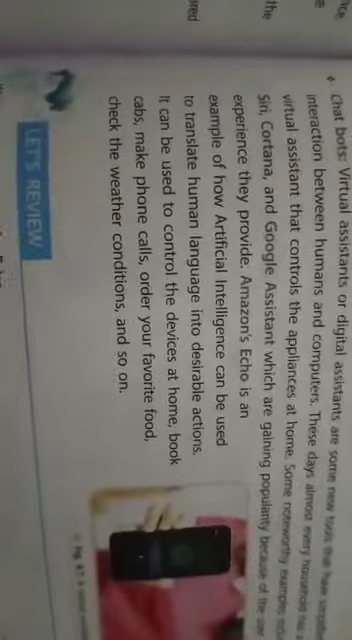 Chat bots: Virtual assistants or digital assistants are some new tools that have
interaction between humans and computers. These days almost every household has
virtual assistant that controls the appliances at home. Some noteworthy examples
Siri, Cortana, and Google Assistant which are gaining popularity because of the
experience they provide. Amazon's Echo is an
example of how Artificial Intelligence can be used
to translate human language into desirable actions.
It can be used to control the devices at home, book
cabs, make phone calls, order your favorite food,
check the weather conditions, and so on.
LET'S REVIEW